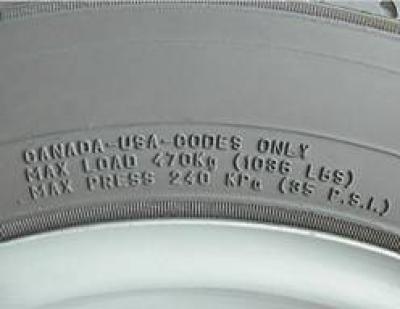 CANADA-USA-CODES ONLY
MAX LOAD 470Kg (1036 LBS)
MAX PRESS 240 KPa (35 P.S.I.)